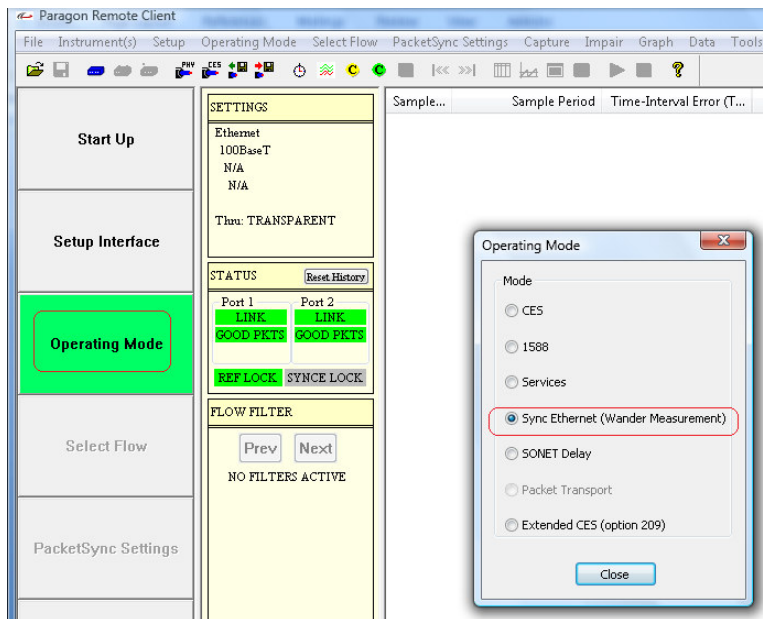 Paragon Remote Client
File Instrument(s) Setup Operating Mode Select Flow PacketSync Settings Capture Impair Graph Data Tools
PHY CES C C ?
Start Up
Setup Interface
Operating Mode
Select Flow
PacketSync Settings
SETTINGS
Ethernet
100BaseT
N/A
N/A
Thru: TRANSPARENT
STATUS Reset History
Port 1 Port 2
LINK LINK
GOOD PKTS GOOD PKTS
REF LOCK SYNCE LOCK
FLOW FILTER
Prev Next
NO FILTERS ACTIVE
Sample... Sample Period Time-Interval Error (T...
Operating Mode
Mode
CES
1588
Services
Sync Ethernet (Wander Measurement)
SONET Delay
Packet Transport
Extended CES (option 209)
Close